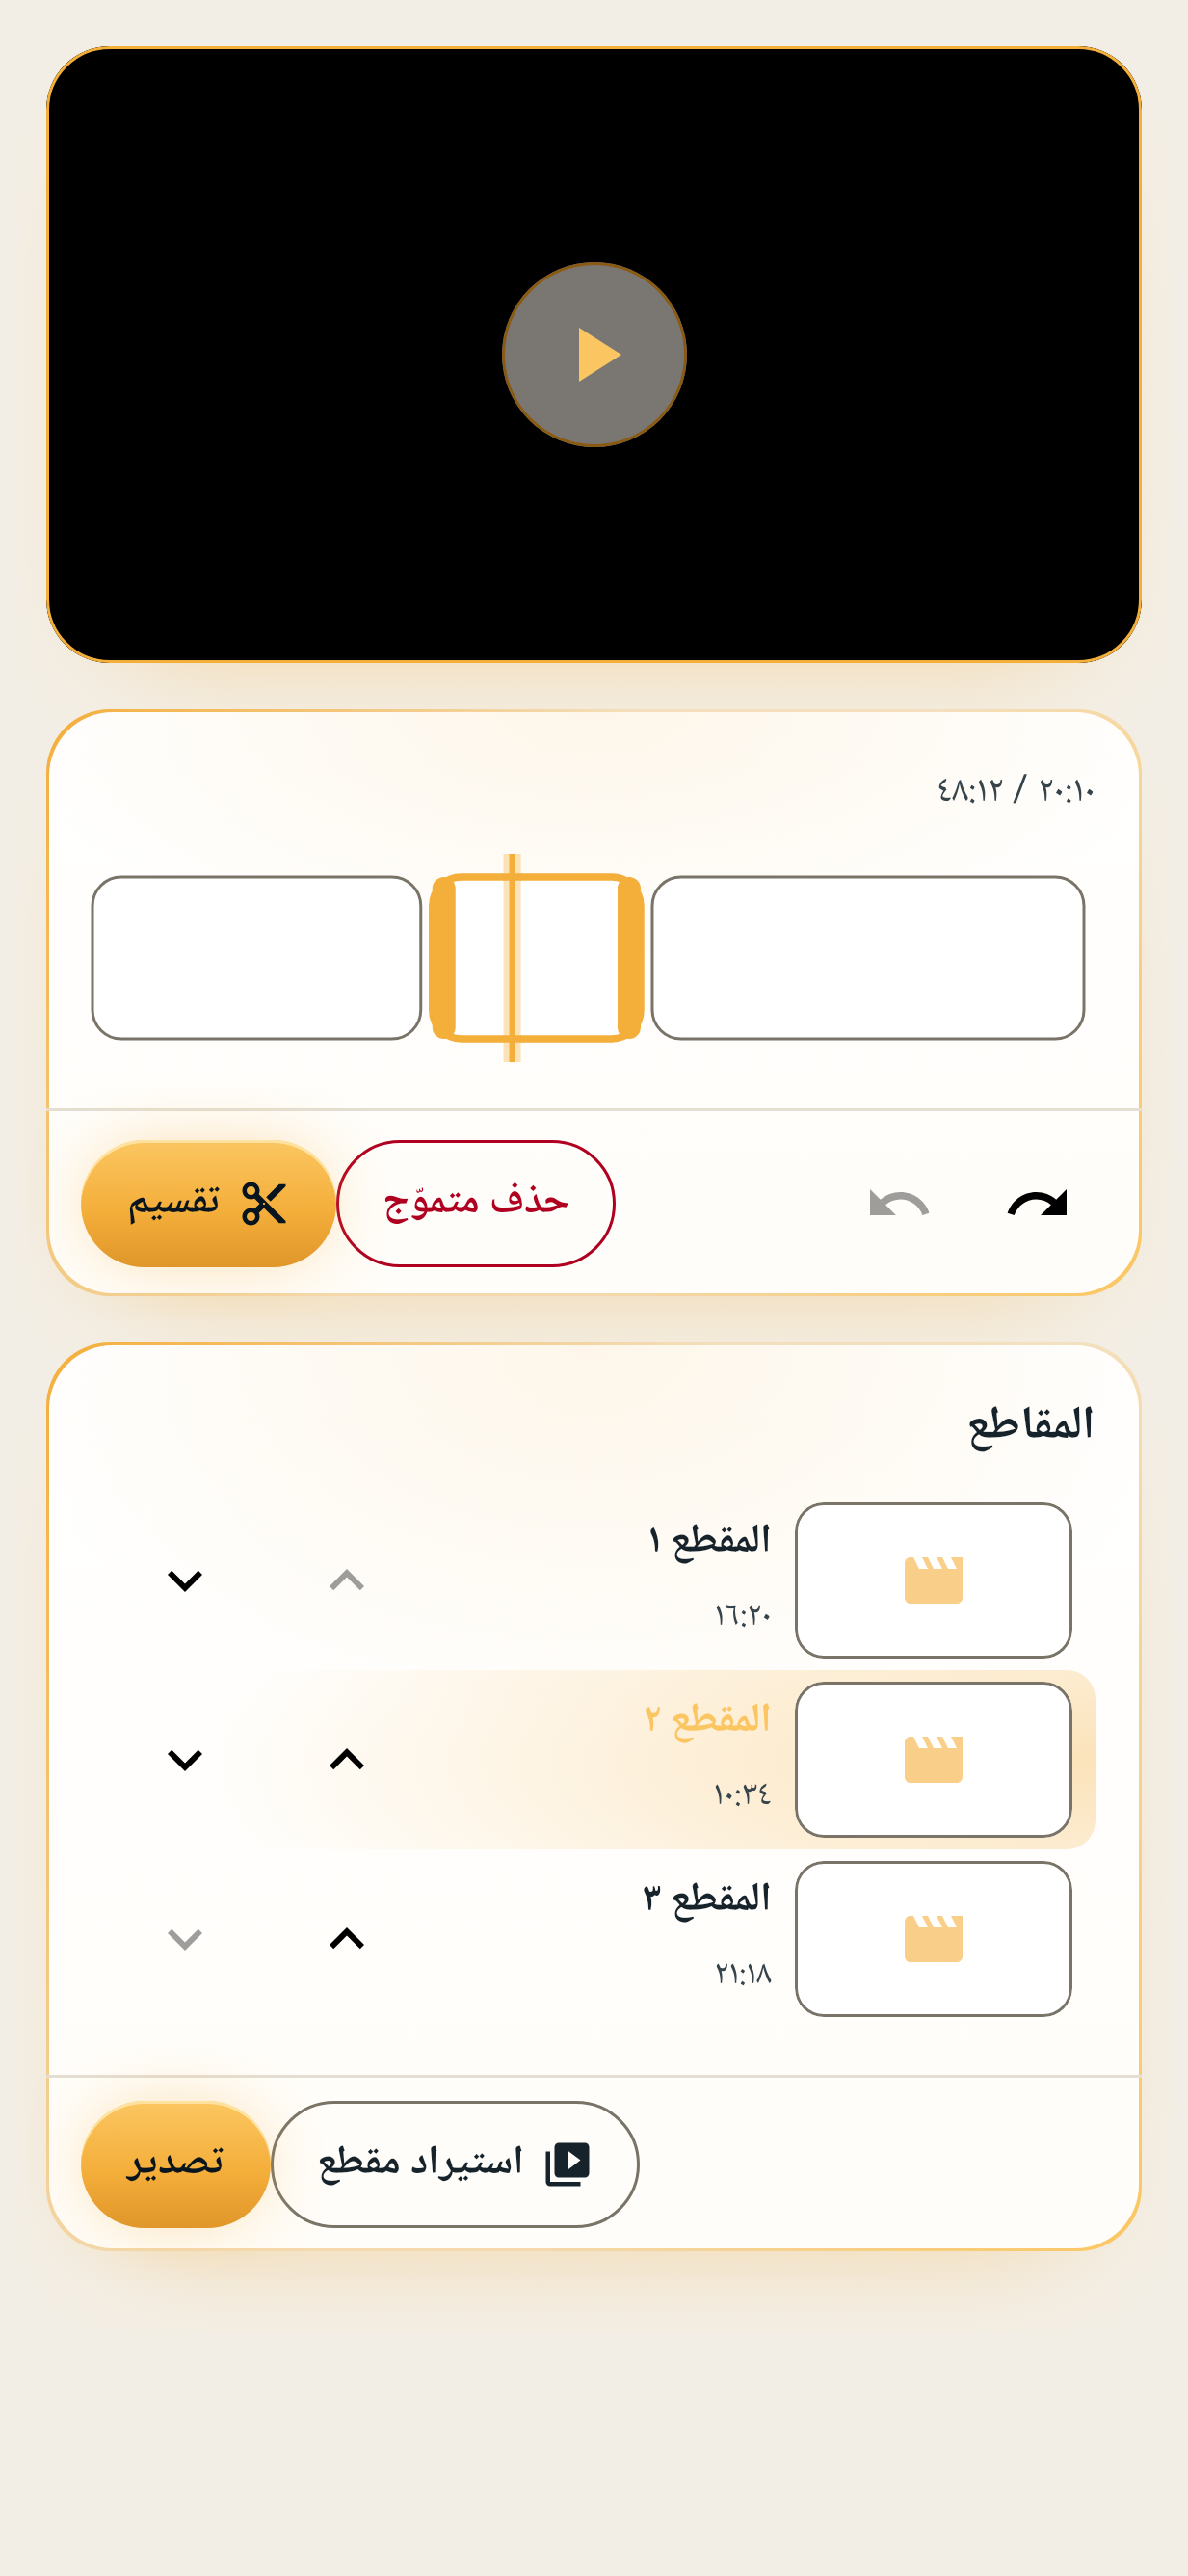 ٢٠:١٠ / ٤٨:١٢
حذف متموّج
تقسيم
المقاطع
المقطع ١
١٦:٢٠
المقطع ٢
١٠:٣٤
المقطع ٣
٢١:١٨
استيراد مقطع
تصدير